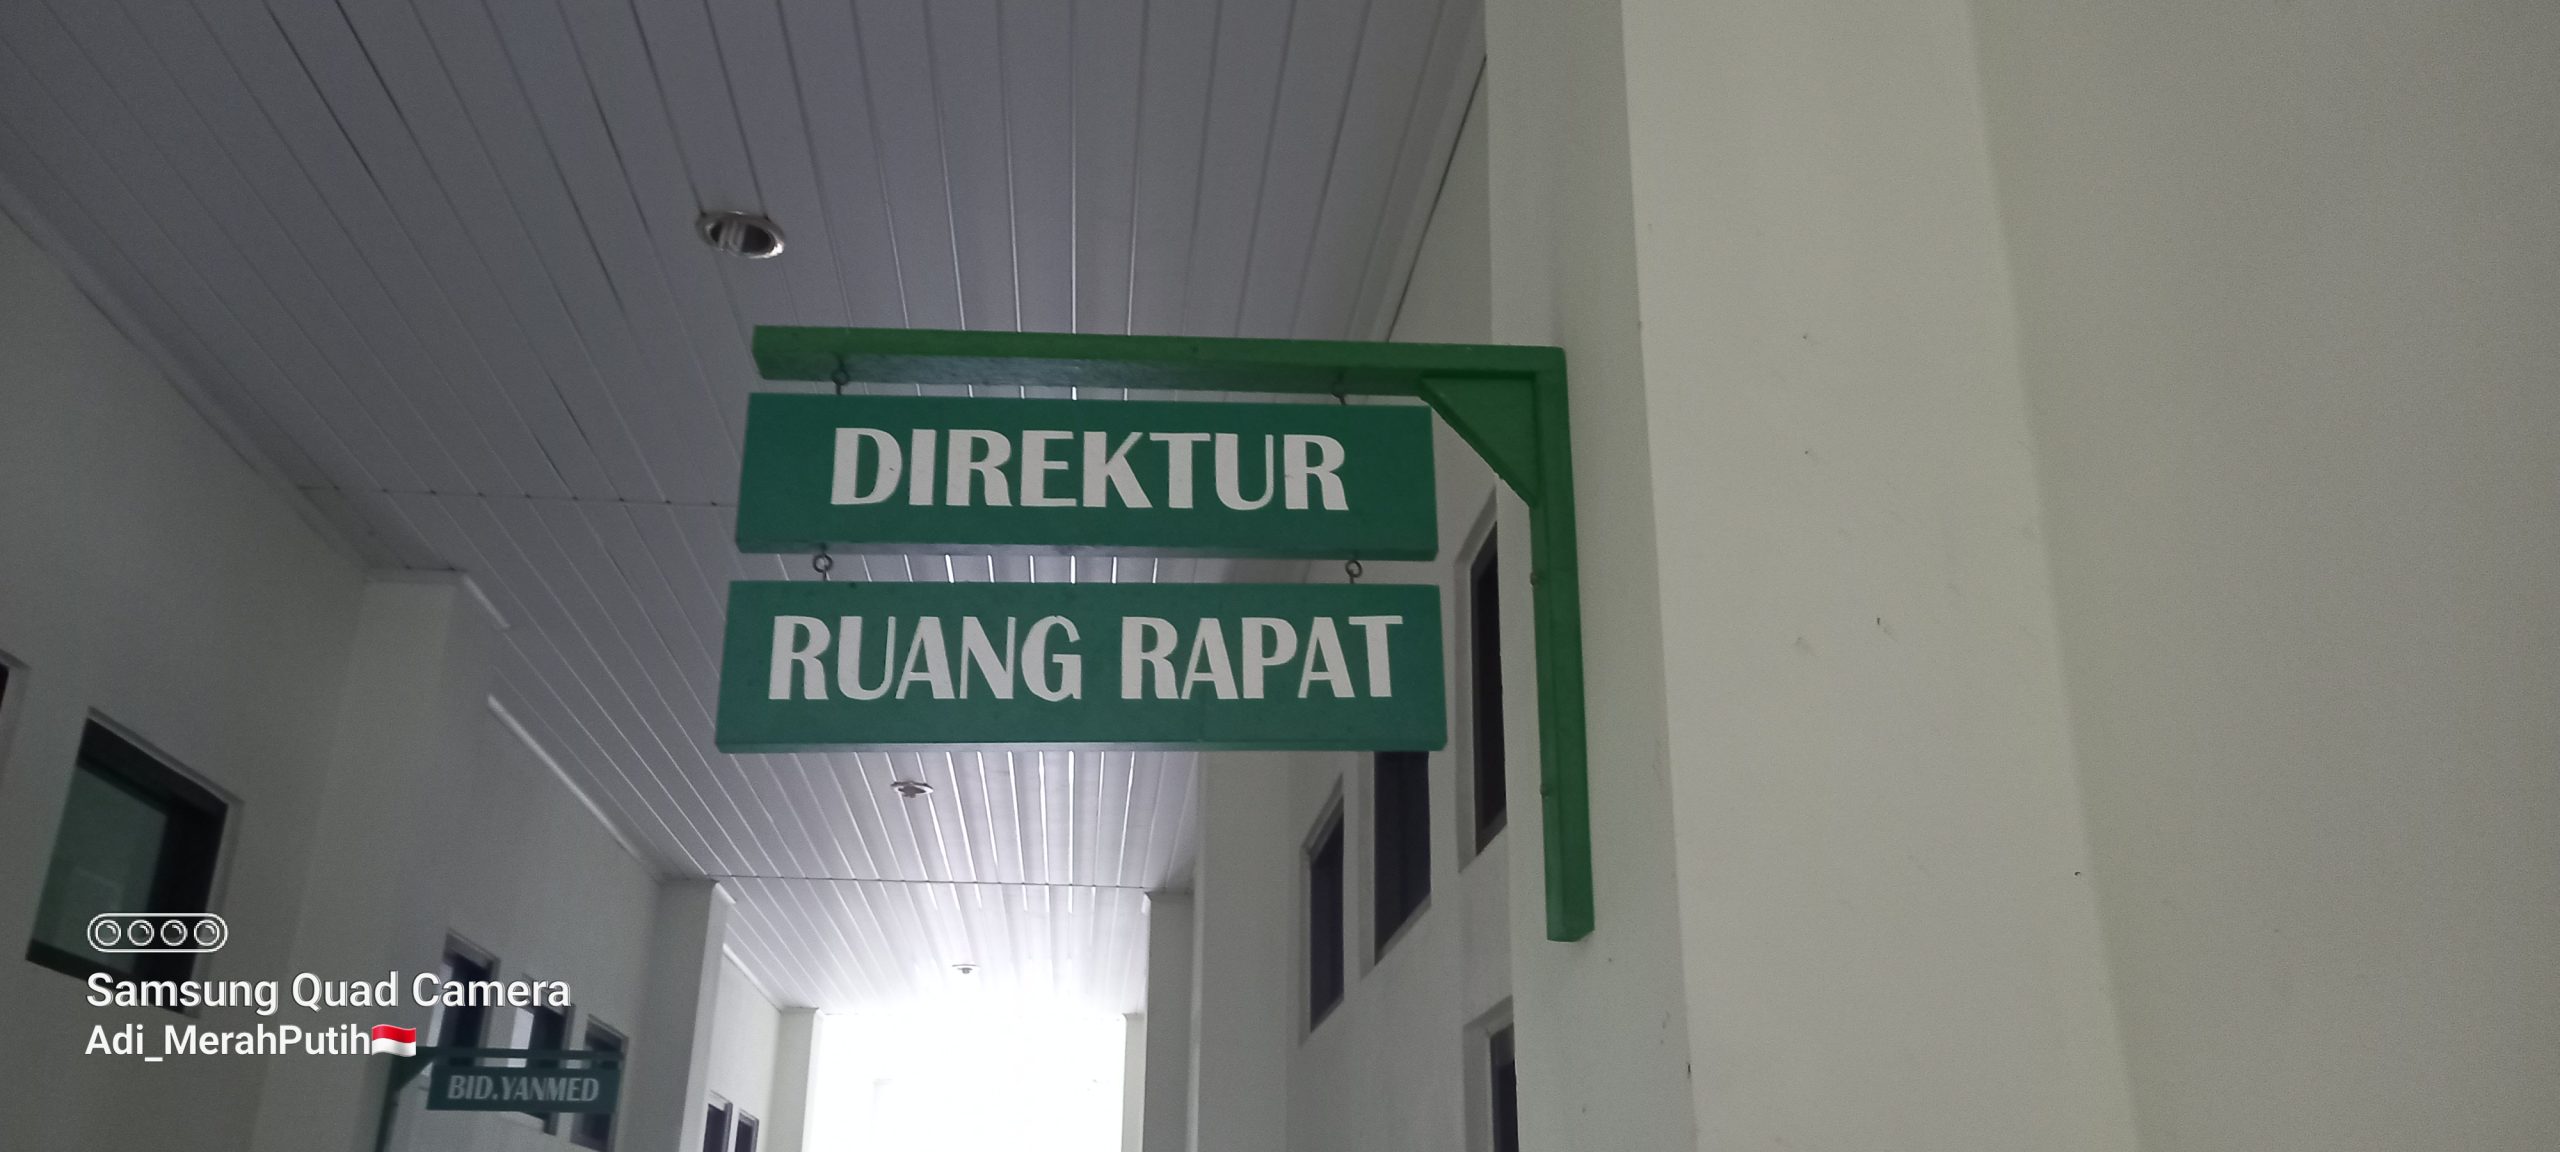 DIREKTUR
RUANG RAPAT
Samsung Quad Camera
Adi_MerahPutih🇮🇩
BID.YANMED